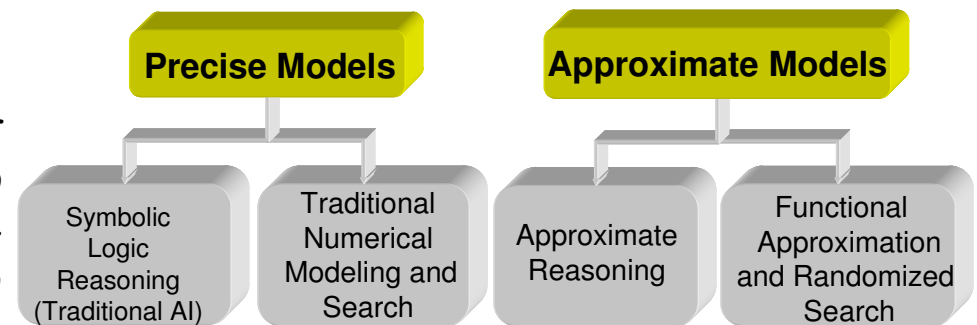 Precise Models
Approximate Models
Symbolic
Logic
Reasoning
(Traditional AI)
Traditional
Numerical
Modeling and
Search
Approximate
Reasoning
Functional
Approximation
and Randomized
Search